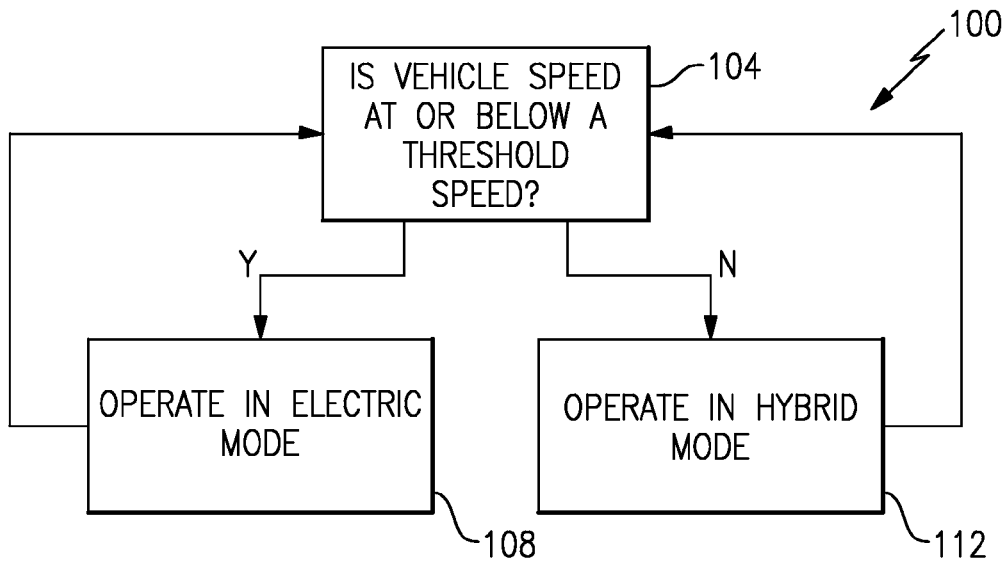 100
IS VEHICLE SPEED
AT OR BELOW A
THRESHOLD
SPEED?
104
Y
N
OPERATE IN ELECTRIC
MODE
OPERATE IN HYBRID
MODE
108
112